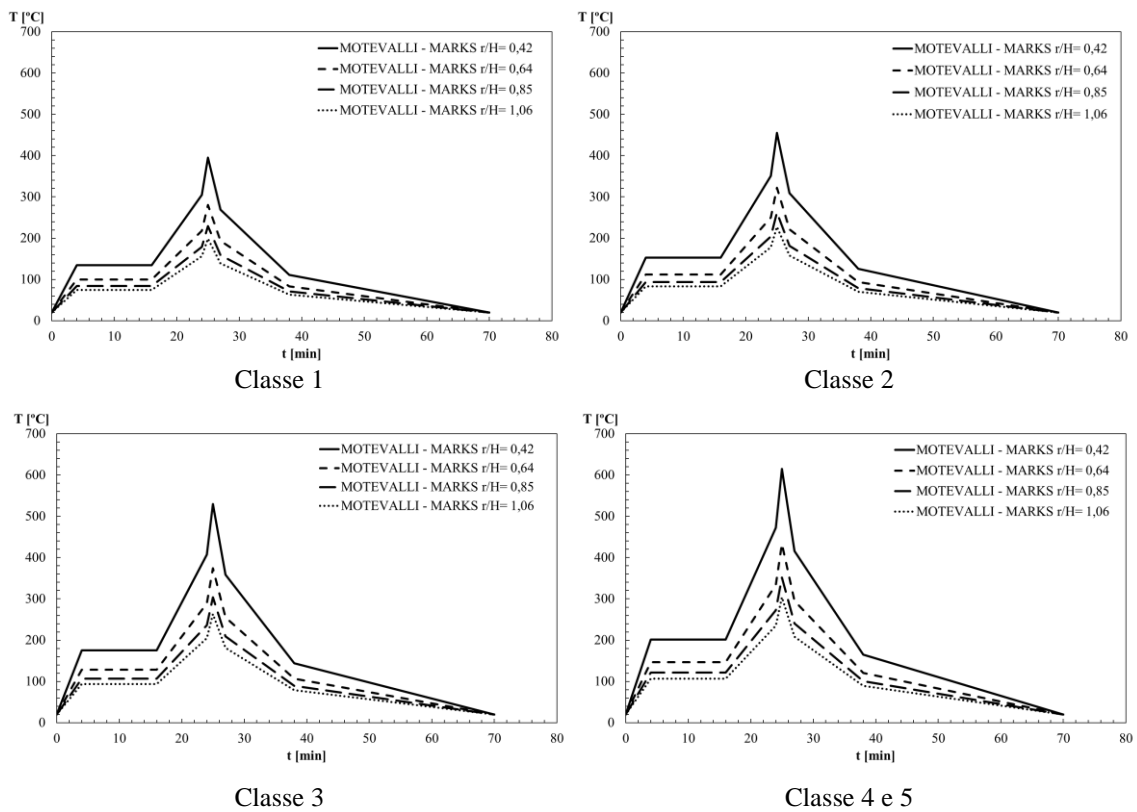 T [ºC]
700
600
500
400
300
200
100
0
MOTEVALLI - MARKS r/H= 0,42
MOTEVALLI - MARKS r/H= 0,64
MOTEVALLI - MARKS r/H= 0,85
MOTEVALLI - MARKS r/H= 1,06
0 10 20 30 40 50 60 70 80
t [min]
Classe 1
T [ºC]
700
600
500
400
300
200
100
0
MOTEVALLI - MARKS r/H= 0,42
MOTEVALLI - MARKS r/H= 0,64
MOTEVALLI - MARKS r/H= 0,85
MOTEVALLI - MARKS r/H= 1,06
0 10 20 30 40 50 60 70 80
t [min]
Classe 2
T [ºC]
700
600
500
400
300
200
100
0
MOTEVALLI - MARKS r/H= 0,42
MOTEVALLI - MARKS r/H= 0,64
MOTEVALLI - MARKS r/H= 0,85
MOTEVALLI - MARKS r/H= 1,06
0 10 20 30 40 50 60 70 80
t [min]
Classe 3
T [ºC]
700
600
500
400
300
200
100
0
MOTEVALLI - MARKS r/H= 0,42
MOTEVALLI - MARKS r/H= 0,64
MOTEVALLI - MARKS r/H= 0,85
MOTEVALLI - MARKS r/H= 1,06
0 10 20 30 40 50 60 70 80
t [min]
Classe 4 e 5